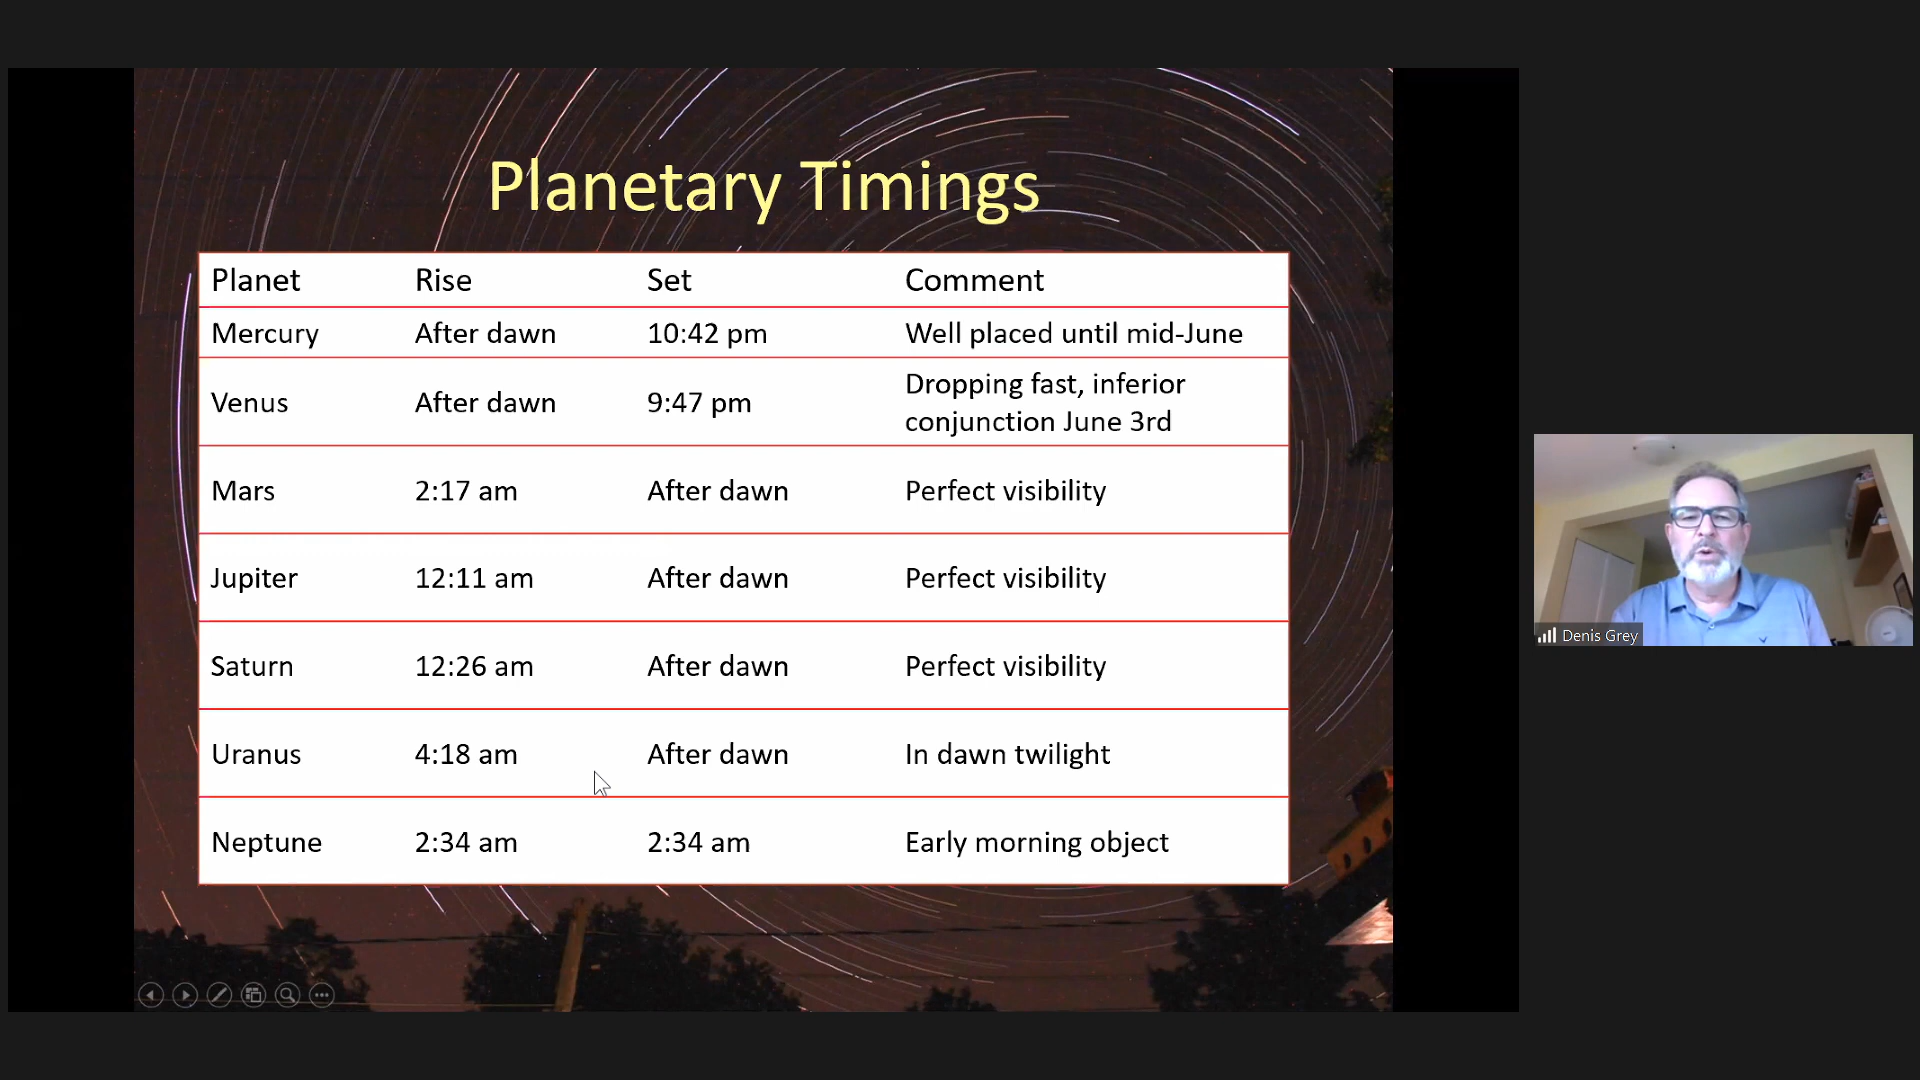 Planetary Timings
Planet Rise Set Comment
Mercury After dawn 10:42 pm Well placed until mid-June
Venus After dawn 9:47 pm Dropping fast, inferior
conjunction June 3rd
Mars 2:17 am After dawn Perfect visibility
Jupiter 12:11 am After dawn Perfect visibility
Saturn 12:26 am After dawn Perfect visibility
Uranus 4:18 am After dawn In dawn twilight
Neptune 2:34 am 2:34 am Early morning object
Denis Grey